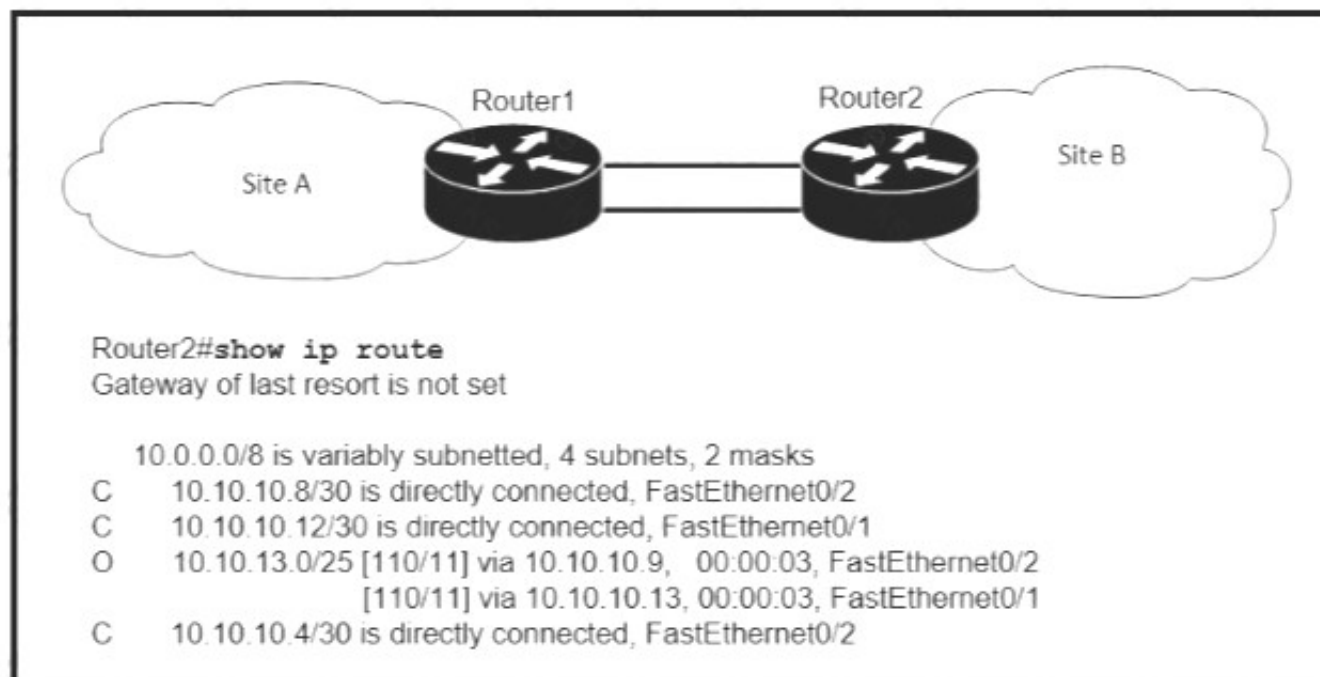 Router1
Router2
Site A
Site B
Router2#show ip route
Gateway of last resort is not set
10.0.0.0/8 is variably subnetted, 4 subnets, 2 masks
C 10.10.10.8/30 is directly connected, FastEthernet0/2
C 10.10.10.12/30 is directly connected, FastEthernet0/1
O 10.10.13.0/25 [110/11] via 10.10.10.9, 00:00:03, FastEthernet0/2
[110/11] via 10.10.10.13, 00:00:03, FastEthernet0/1
C 10.10.10.4/30 is directly connected, FastEthernet0/2